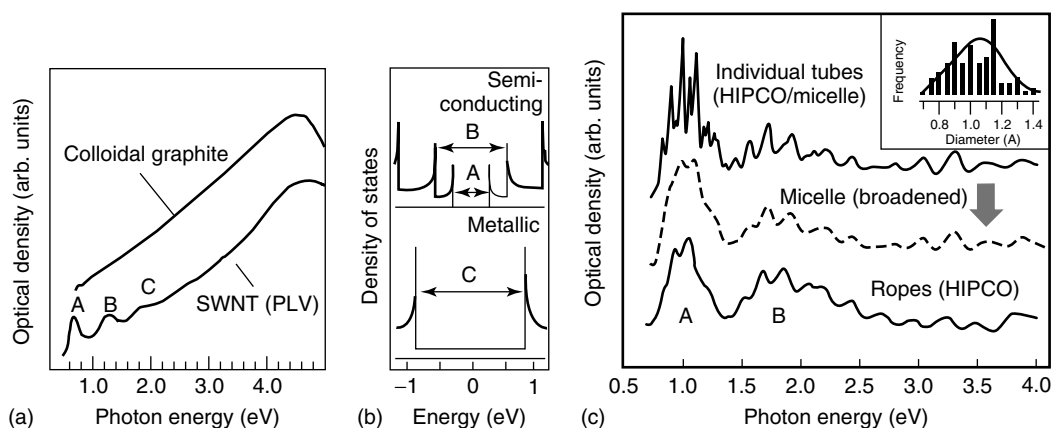 Optical density (arb. units)
Colloidal graphite
A
B
C
SWNT (PLV)
1.0 2.0 3.0 4.0
(a)
Photon energy (eV)
Density of states
Semi-
conducting
B
A
Metallic
C
−1 0 1
(b)
Energy (eV)
Optical density (arb. units)
Individual tubes
(HIPCO/micelle)
Frequency
0.8 1.0 1.2 1.4
Diameter (A)
Micelle (broadened)
Ropes (HIPCO)
A
B
0.5 1.0 1.5 2.0 2.5 3.0 3.5 4.0
(c)
Photon energy (eV)